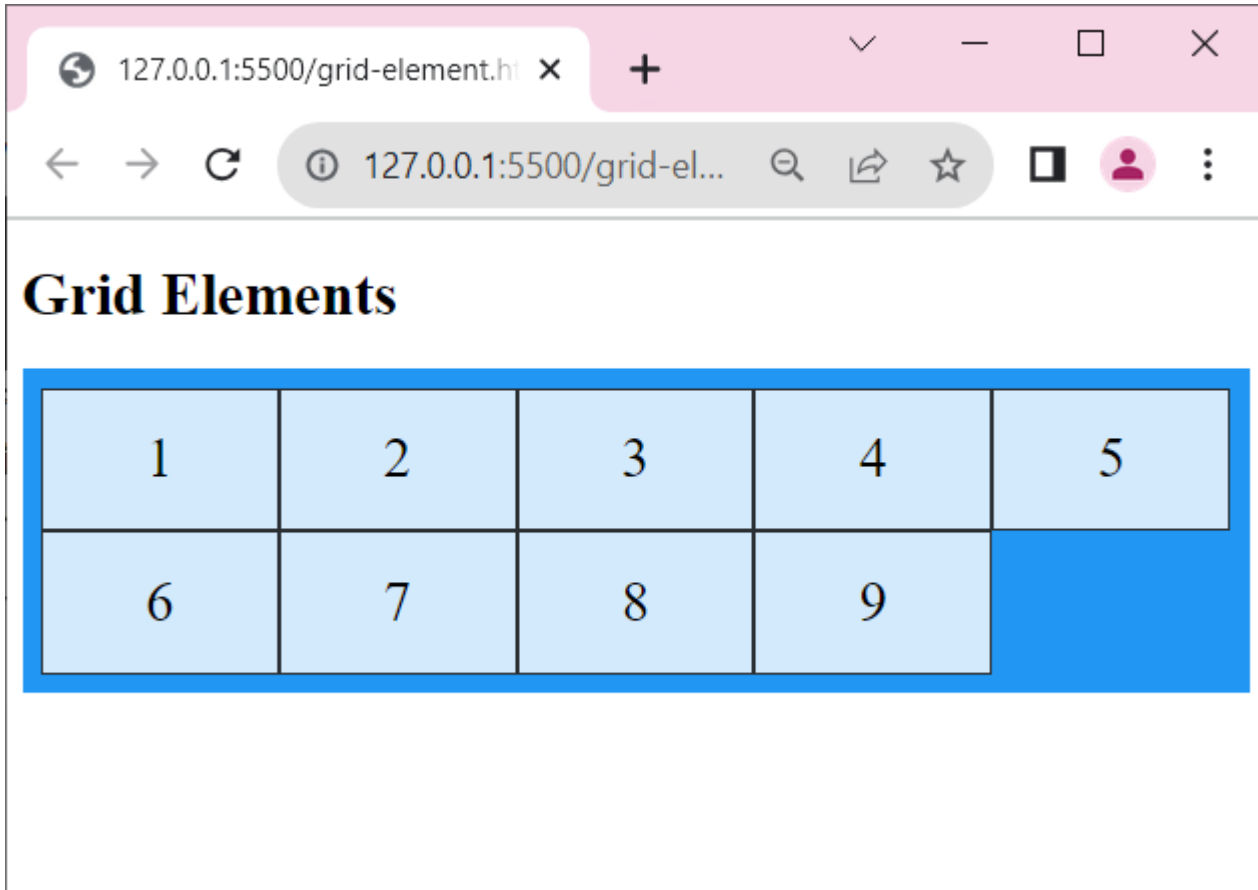 127.0.0.1:5500/grid-element.ht
127.0.0.1:5500/grid-el...
Grid Elements
1 2 3 4 5
6 7 8 9